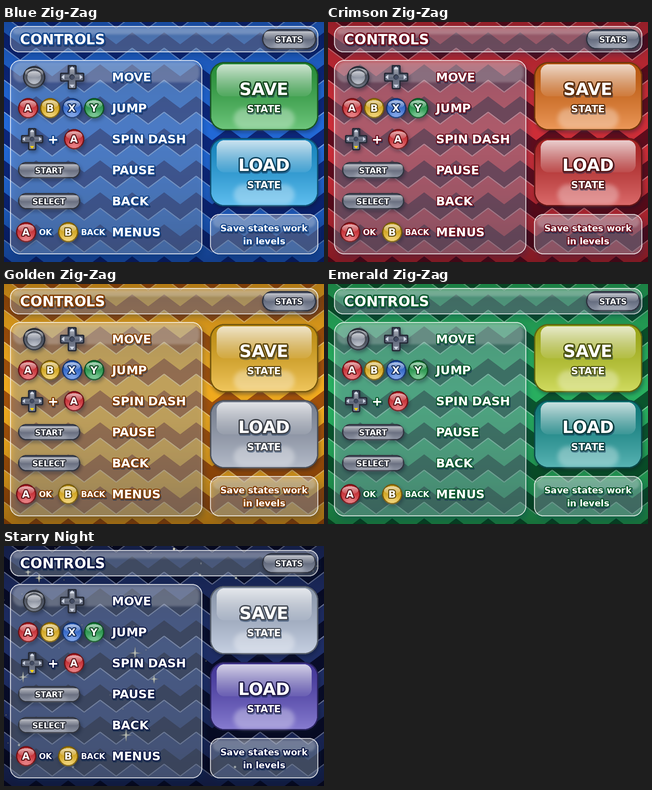 Blue Zig-Zag
CONTROLS
STATS
MOVE
A B X Y JUMP
+ A SPIN DASH
START PAUSE
SELECT BACK
A OK B BACK MENUS
SAVE
STATE
LOAD
STATE
Save states work
in levels
Crimson Zig-Zag
CONTROLS
STATS
MOVE
A B X Y JUMP
+ A SPIN DASH
START PAUSE
SELECT BACK
A OK B BACK MENUS
SAVE
STATE
LOAD
STATE
Save states work
in levels
Golden Zig-Zag
CONTROLS
STATS
MOVE
A B X Y JUMP
+ A SPIN DASH
START PAUSE
SELECT BACK
A OK B BACK MENUS
SAVE
STATE
LOAD
STATE
Save states work
in levels
Emerald Zig-Zag
CONTROLS
STATS
MOVE
A B X Y JUMP
+ A SPIN DASH
START PAUSE
SELECT BACK
A OK B BACK MENUS
SAVE
STATE
LOAD
STATE
Save states work
in levels
Starry Night
CONTROLS
STATS
MOVE
A B X Y JUMP
+ A SPIN DASH
START PAUSE
SELECT BACK
A OK B BACK MENUS
SAVE
STATE
LOAD
STATE
Save states work
in levels